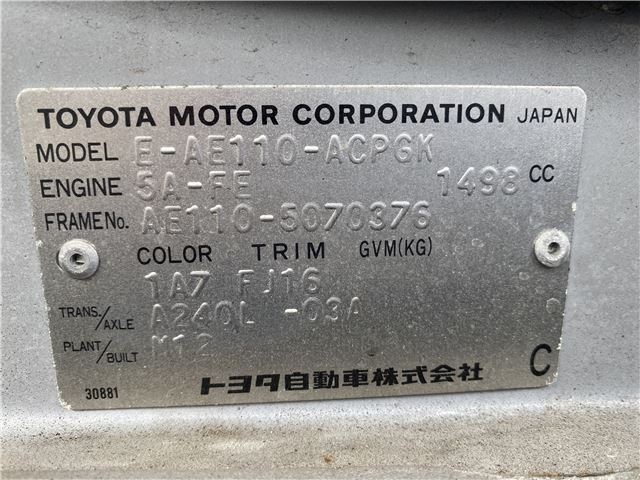 TOYOTA MOTOR CORPORATION JAPAN
MODEL E-AE110-ACPGK
ENGINE 5A-FE 1498 CC
FRAME No. AE110-5070376
COLOR TRIM GVM(KG)
1A7 FJ16
TRANS./AXLE A240L -03A
PLANT/BUILT M12
30881 トヨタ自動車株式会社 C